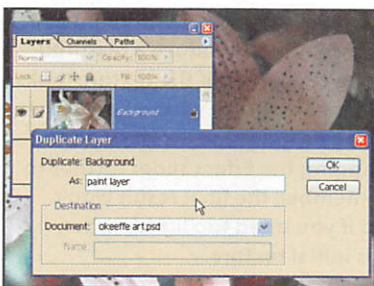 Layers Channels Paths
Normal Opacity: 100%
Lock: Fill: 100%
Background
Duplicate Layer
Duplicate: Background
OK
As: paint layer
Cancel
Destination
Document: okeeffe art.psd
Name: